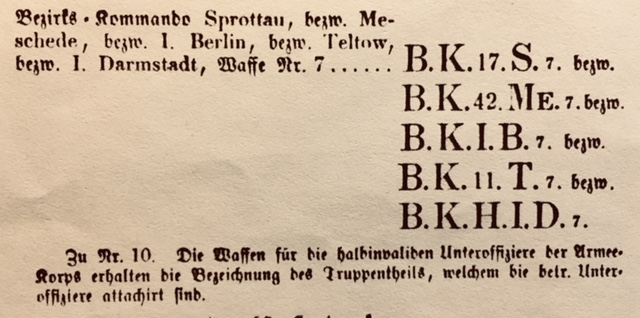 Bezirks-Kommando Sprottau, bezw. Me-
schede, bezw. I. Berlin, bezw. Teltow,
bezw. I. Darmstadt, Waffe Nr. 7...... B.K.17.S.7. bezw.
B.K.42.ME.7.bezw.
B.K.I.B.7. bezw.
B.K.11.T.7. bezw.
B.K.H.I.D.7.
Zu Nr. 10. Die Waffen für die halbinvaliden Unteroffiziere der Armee-
Korps erhalten die Bezeichnung des Truppentheils, welchem die betr. Unter-
offiziere attachirt sind.